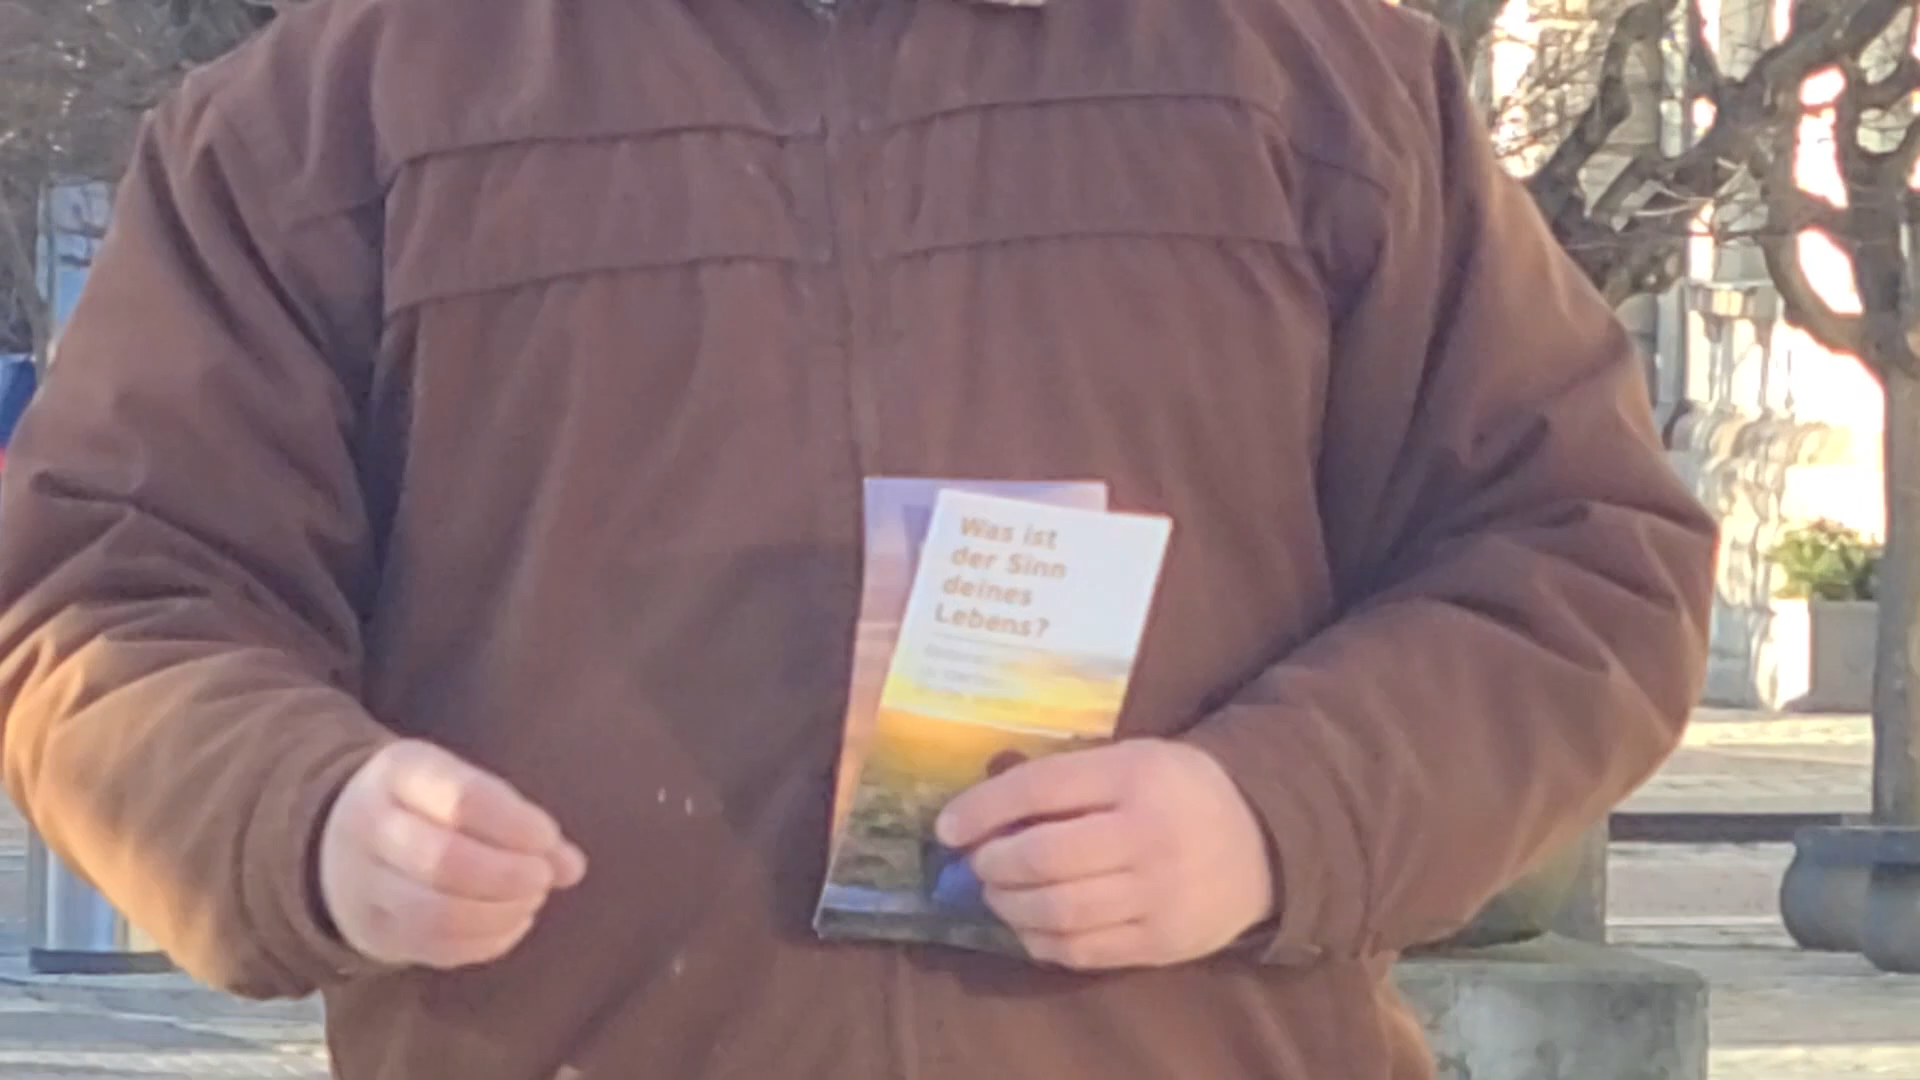 Was ist
der Sinn
deines
Lebens?